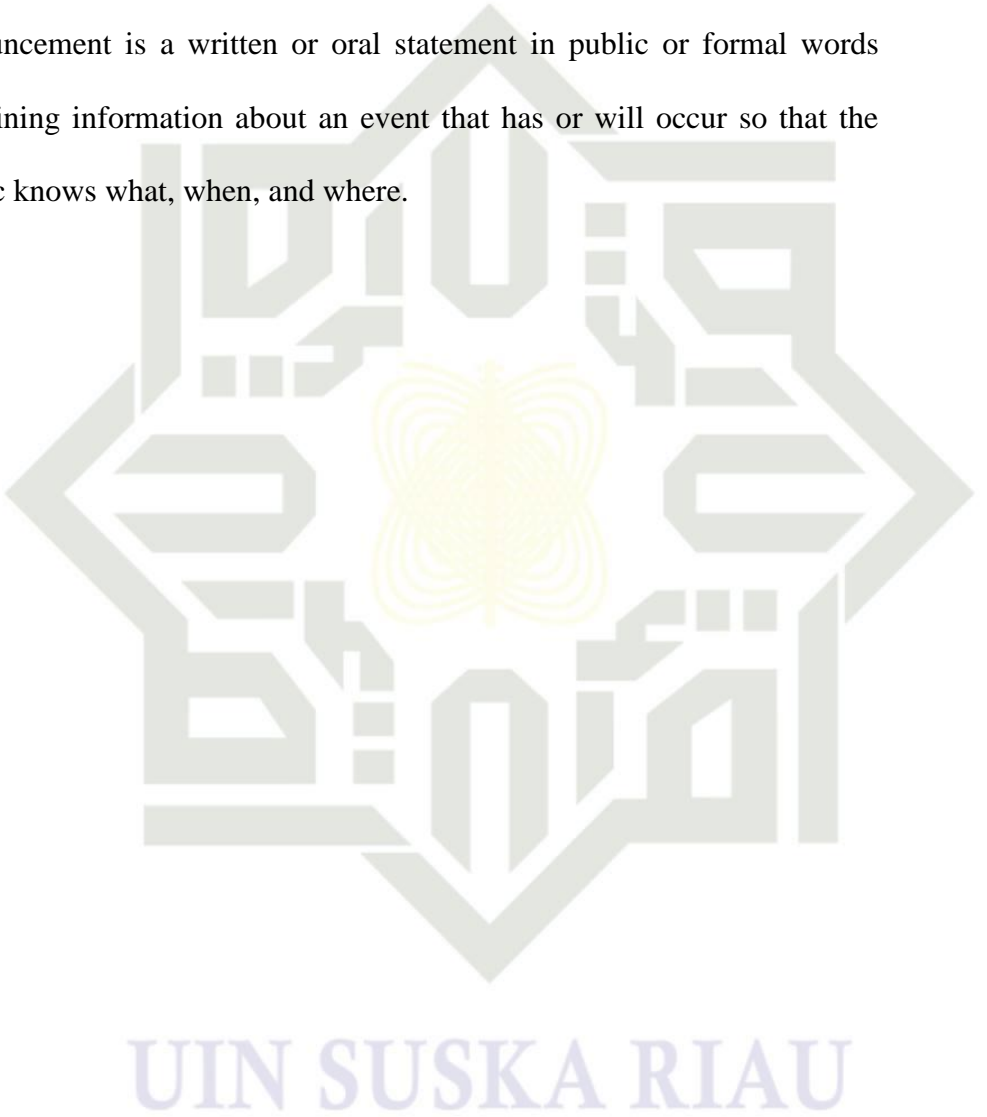 uncement is a written or oral statement in public or formal words
ining information about an event that has or will occur so that the
c knows what, when, and where.
UIN SUSKA RIAU